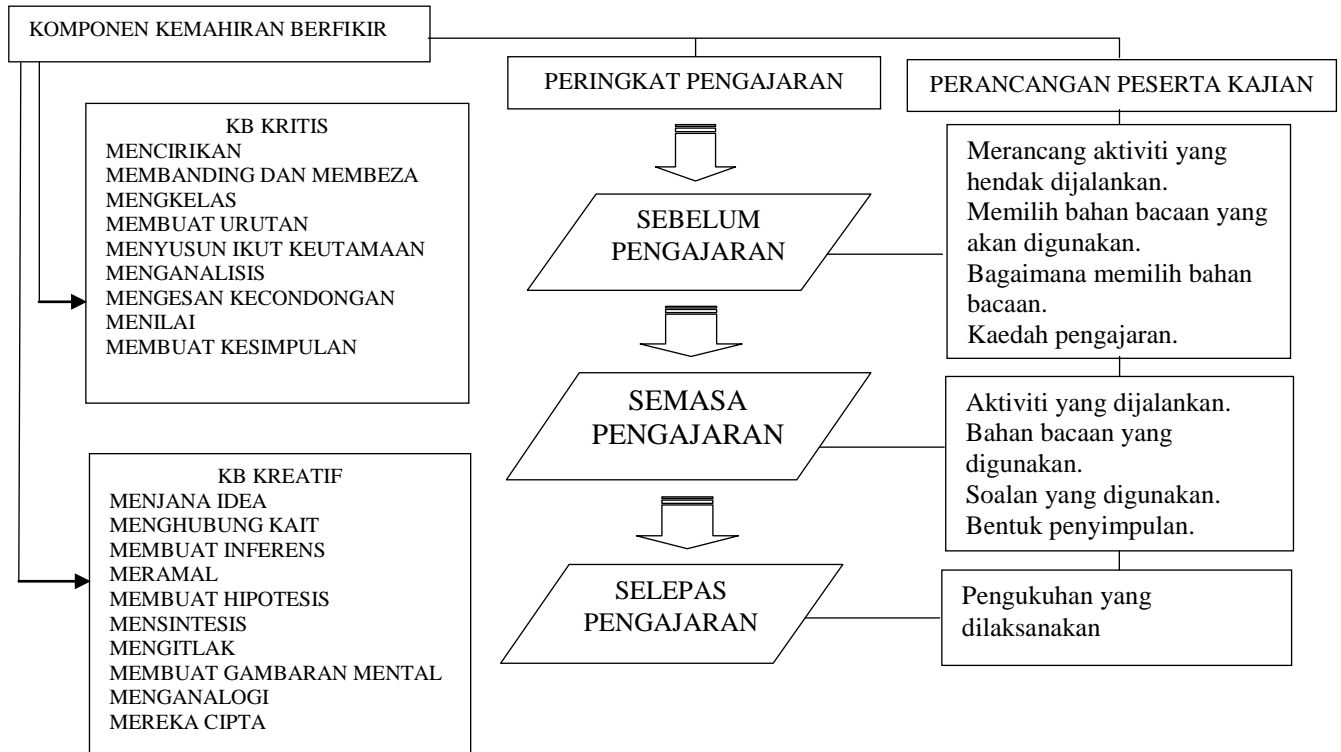 KOMPONEN KEMAHIRAN BERFIKIR
PERINGKAT PENGAJARAN
PERANCANGAN PESERTA KAJIAN
KB KRITIS
MENCIRIKAN
MEMBANDING DAN MEMBEZA
MENGKELAS
MEMBUAT URUTAN
MENYUSUN IKUT KEUTAMAAN
MENGANALISIS
MENGESAN KECONDONGAN
MENILAI
MEMBUAT KESIMPULAN
KB KREATIF
MENJANA IDEA
MENGHUBUNG KAIT
MEMBUAT INFERENS
MERAMAL
MEMBUAT HIPOTESIS
MENSINTESIS
MENGITLAK
MEMBUAT GAMBARAN MENTAL
MENGANALOGI
MEREKA CIPTA
SEBELUM
PENGAJARAN
SEMASA
PENGAJARAN
SELEPAS
PENGAJARAN
Merancang aktiviti yang
hendak dijalankan.
Memilih bahan bacaan yang
akan digunakan.
Bagaimana memilih bahan
bacaan.
Kaedah pengajaran.
Aktiviti yang dijalankan.
Bahan bacaan yang
digunakan.
Soalan yang digunakan.
Bentuk penyimpulan.
Pengukuhan yang
dilaksanakan